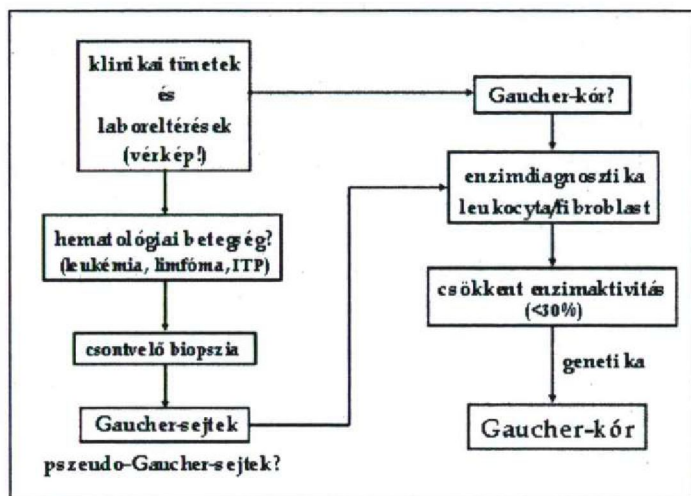 klinikai tünetek
és
laboreltérések
(vérkép!)
hematológiai betegség?
(leukémia, limfóma, ITP)
csontvelő biopszia
Gaucher-sejtek
pszeudo-Gaucher-sejtek?
Gaucher-kór?
enzimdiagnosztika
leukocyta/fibroblast
csökkent enzimaktivitás
(<30%)
genetika
Gaucher-kór